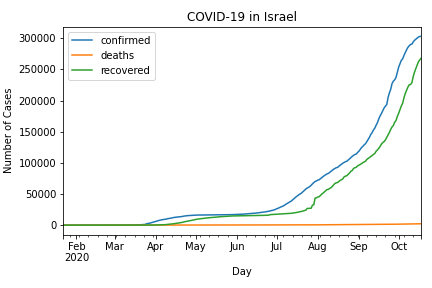 COVID-19 in Israel
confirmed
deaths
recovered
Number of Cases
300000
250000
200000
150000
100000
50000
0
Feb Mar Apr May Jun Jul Aug Sep Oct
2020
Day